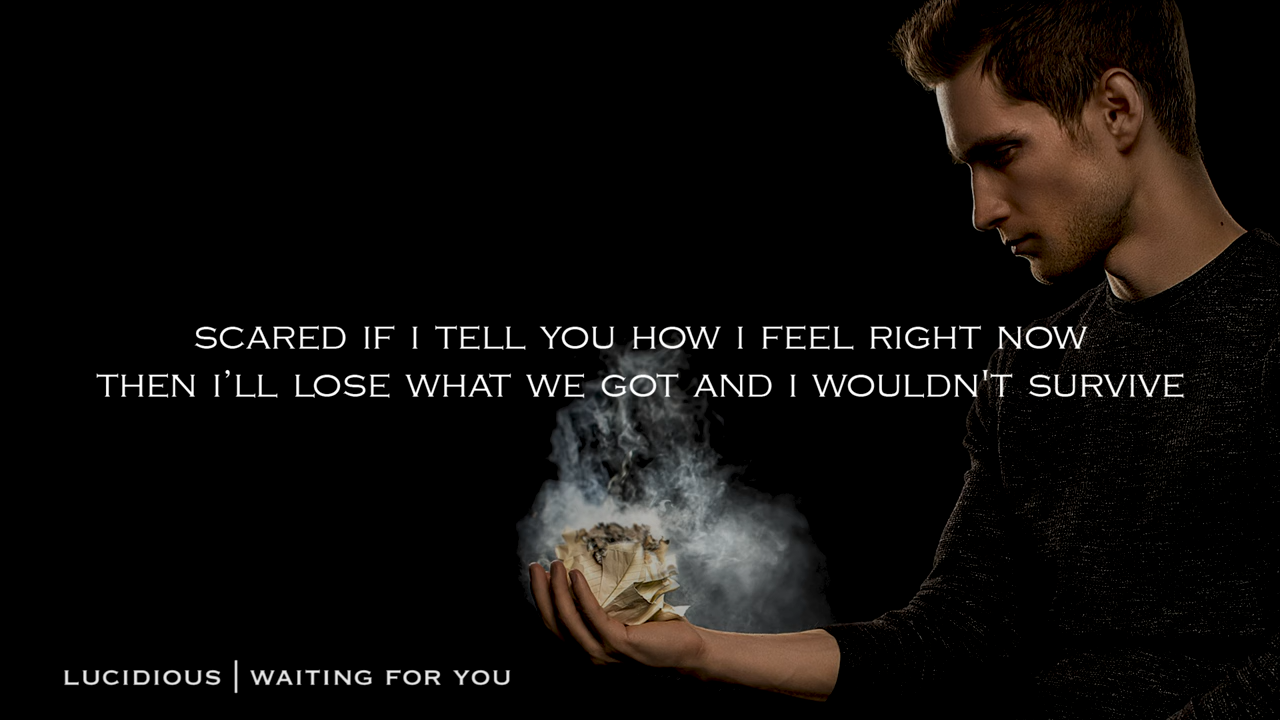 SCARED IF I TELL YOU HOW I FEEL RIGHT NOW
THEN I’LL LOSE WHAT WE GOT AND I WOULDN'T SURVIVE
LUCIDIOUS | WAITING FOR YOU